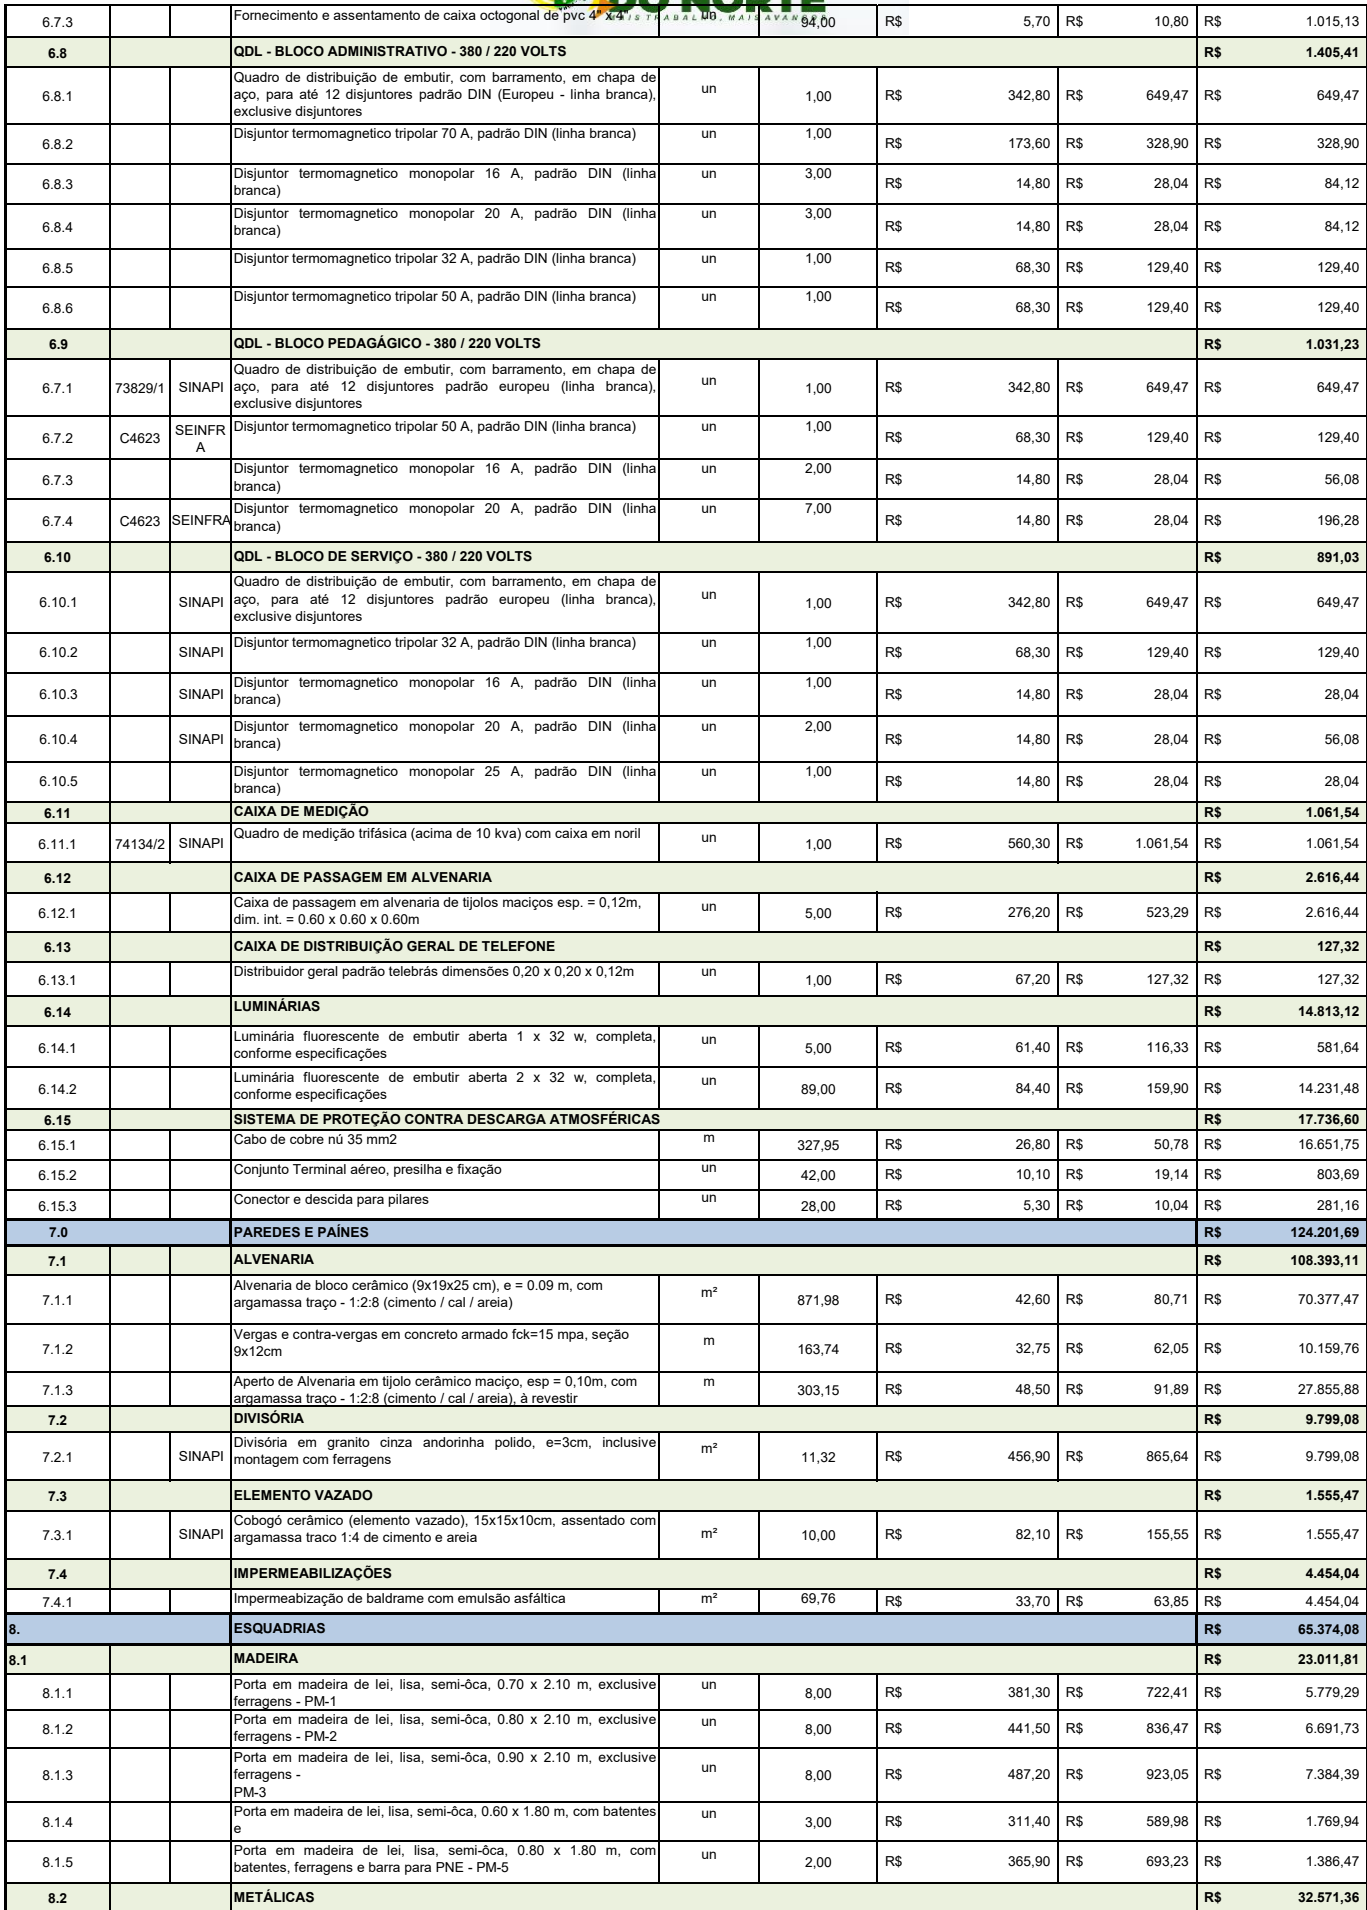 DO NORTE
MAIS TRABALHO, MAIS AVANÇOS
6.7.3 Fornecimento e assentamento de caixa octogonal de pvc 4" x 4" un 94,00 R$ 5,70 R$ 10,80 R$ 1.015,13
6.8 QDL - BLOCO ADMINISTRATIVO - 380 / 220 VOLTS R$ 1.405,41
Quadro de distribuição de embutir, com barramento, em chapa de
6.8.1 aço, para até 12 disjuntores padrão DIN (Europeu - linha branca), un 1,00 R$ 342,80 R$ 649,47 R$ 649,47
exclusive disjuntores
6.8.2 Disjuntor termomagnetico tripolar 70 A, padrão DIN (linha branca) un 1,00 R$ 173,60 R$ 328,90 R$ 328,90
6.8.3 Disjuntor termomagnetico monopolar 16 A, padrão DIN (linha un 3,00 R$ 14,80 R$ 28,04 R$ 84,12
branca)
6.8.4 Disjuntor termomagnetico monopolar 20 A, padrão DIN (linha un 3,00 R$ 14,80 R$ 28,04 R$ 84,12
branca)
6.8.5 Disjuntor termomagnetico tripolar 32 A, padrão DIN (linha branca) un 1,00 R$ 68,30 R$ 129,40 R$ 129,40
6.8.6 Disjuntor termomagnetico tripolar 50 A, padrão DIN (linha branca) un 1,00 R$ 68,30 R$ 129,40 R$ 129,40
6.9 QDL - BLOCO PEDAGÁGICO - 380 / 220 VOLTS R$ 1.031,23
Quadro de distribuição de embutir, com barramento, em chapa de
6.7.1 73829/1 SINAPI aço, para até 12 disjuntores padrão europeu (linha branca), un 1,00 R$ 342,80 R$ 649,47 R$ 649,47
exclusive disjuntores
6.7.2 C4623 SEINFR Disjuntor termomagnetico tripolar 50 A, padrão DIN (linha branca) un 1,00 R$ 68,30 R$ 129,40 R$ 129,40
A
6.7.3 Disjuntor termomagnetico monopolar 16 A, padrão DIN (linha un 2,00 R$ 14,80 R$ 28,04 R$ 56,08
branca)
6.7.4 C4623 SEINFRA Disjuntor termomagnetico monopolar 20 A, padrão DIN (linha un 7,00 R$ 14,80 R$ 28,04 R$ 196,28
branca)
6.10 QDL - BLOCO DE SERVIÇO - 380 / 220 VOLTS R$ 891,03
Quadro de distribuição de embutir, com barramento, em chapa de
6.10.1 SINAPI aço, para até 12 disjuntores padrão europeu (linha branca), un 1,00 R$ 342,80 R$ 649,47 R$ 649,47
exclusive disjuntores
6.10.2 SINAPI Disjuntor termomagnetico tripolar 32 A, padrão DIN (linha branca) un 1,00 R$ 68,30 R$ 129,40 R$ 129,40
6.10.3 SINAPI Disjuntor termomagnetico monopolar 16 A, padrão DIN (linha un 1,00 R$ 14,80 R$ 28,04 R$ 28,04
branca)
6.10.4 SINAPI Disjuntor termomagnetico monopolar 20 A, padrão DIN (linha un 2,00 R$ 14,80 R$ 28,04 R$ 56,08
branca)
6.10.5 Disjuntor termomagnetico monopolar 25 A, padrão DIN (linha un 1,00 R$ 14,80 R$ 28,04 R$ 28,04
branca)
6.11 CAIXA DE MEDIÇÃO R$ 1.061,54
6.11.1 74134/2 SINAPI Quadro de medição trifásica (acima de 10 kva) com caixa em noril un 1,00 R$ 560,30 R$ 1.061,54 R$ 1.061,54
6.12 CAIXA DE PASSAGEM EM ALVENARIA R$ 2.616,44
6.12.1 Caixa de passagem em alvenaria de tijolos maciços esp. = 0,12m, un 5,00 R$ 276,20 R$ 523,29 R$ 2.616,44
dim. int. = 0.60 x 0.60 x 0.60m
6.13 CAIXA DE DISTRIBUIÇÃO GERAL DE TELEFONE R$ 127,32
6.13.1 Distribuidor geral padrão telebrás dimensões 0,20 x 0,20 x 0,12m un 1,00 R$ 67,20 R$ 127,32 R$ 127,32
6.14 LUMINÁRIAS R$ 14.813,12
6.14.1 Luminária fluorescente de embutir aberta 1 x 32 w, completa, un 5,00 R$ 61,40 R$ 116,33 R$ 581,64
conforme especificações
6.14.2 Luminária fluorescente de embutir aberta 2 x 32 w, completa, un 89,00 R$ 84,40 R$ 159,90 R$ 14.231,48
conforme especificações
6.15 SISTEMA DE PROTEÇÃO CONTRA DESCARGA ATMOSFÉRICAS R$ 17.736,60
6.15.1 Cabo de cobre nú 35 mm2 m 327,95 R$ 26,80 R$ 50,78 R$ 16.651,75
6.15.2 Conjunto Terminal aéreo, presilha e fixação un 42,00 R$ 10,10 R$ 19,14 R$ 803,69
6.15.3 Conector e descida para pilares un 28,00 R$ 5,30 R$ 10,04 R$ 281,16
7.0 PAREDES E PAÍNES R$ 124.201,69
7.1 ALVENARIA R$ 108.393,11
7.1.1 Alvenaria de bloco cerâmico (9x19x25 cm), e = 0.09 m, com m² 871,98 R$ 42,60 R$ 80,71 R$ 70.377,47
argamassa traço - 1:2:8 (cimento / cal / areia)
7.1.2 Vergas e contra-vergas em concreto armado fck=15 mpa, seção m 163,74 R$ 32,75 R$ 62,05 R$ 10.159,76
9x12cm
7.1.3 Aperto de Alvenaria em tijolo cerâmico maciço, esp = 0,10m, com m 303,15 R$ 48,50 R$ 91,89 R$ 27.855,88
argamassa traço - 1:2:8 (cimento / cal / areia), à revestir
7.2 DIVISÓRIA R$ 9.799,08
7.2.1 SINAPI Divisória em granito cinza andorinha polido, e=3cm, inclusive m² 11,32 R$ 456,90 R$ 865,64 R$ 9.799,08
montagem com ferragens
7.3 ELEMENTO VAZADO R$ 1.555,47
7.3.1 SINAPI Cobogó cerâmico (elemento vazado), 15x15x10cm, assentado com m² 10,00 R$ 82,10 R$ 155,55 R$ 1.555,47
argamassa traco 1:4 de cimento e areia
7.4 IMPERMEABILIZAÇÕES R$ 4.454,04
7.4.1 Impermeabização de baldrame com emulsão asfáltica m² 69,76 R$ 33,70 R$ 63,85 R$ 4.454,04
8. ESQUADRIAS R$ 65.374,08
8.1 MADEIRA R$ 23.011,81
8.1.1 Porta em madeira de lei, lisa, semi-ôca, 0.70 x 2.10 m, exclusive un 8,00 R$ 381,30 R$ 722,41 R$ 5.779,29
ferragens - PM-1
8.1.2 Porta em madeira de lei, lisa, semi-ôca, 0.80 x 2.10 m, exclusive un 8,00 R$ 441,50 R$ 836,47 R$ 6.691,73
ferragens - PM-2
8.1.3 Porta em madeira de lei, lisa, semi-ôca, 0.90 x 2.10 m, exclusive un 8,00 R$ 487,20 R$ 923,05 R$ 7.384,39
ferragens -
PM-3
8.1.4 Porta em madeira de lei, lisa, semi-ôca, 0.60 x 1.80 m, com batentes un 3,00 R$ 311,40 R$ 589,98 R$ 1.769,94
e
8.1.5 Porta em madeira de lei, lisa, semi-ôca, 0.80 x 1.80 m, com un 2,00 R$ 365,90 R$ 693,23 R$ 1.386,47
batentes, ferragens e barra para PNE - PM-5
8.2 METÁLICAS R$ 32.571,36